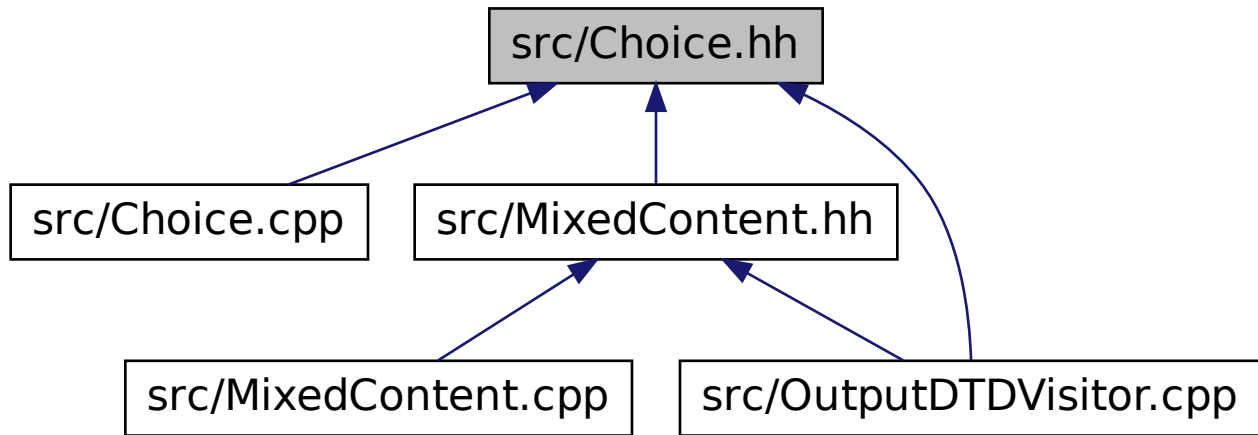 src/Choice.hh
src/Choice.cpp
src/MixedContent.hh
src/MixedContent.cpp
src/OutputDTDVisitor.cpp